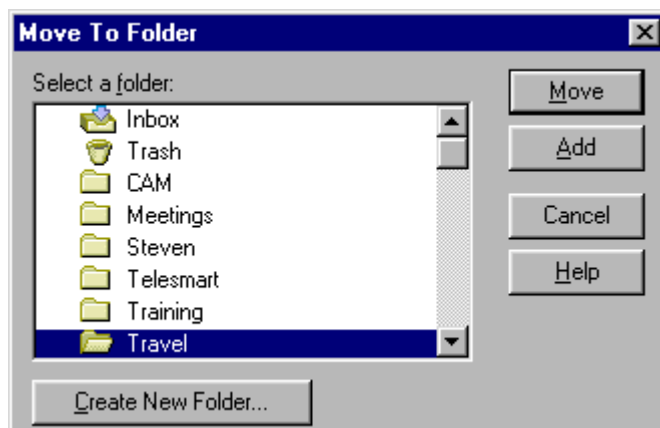 Move To Folder
Select a folder:
Inbox
Trash
CAM
Meetings
Steven
Telesmart
Training
Travel
Move
Add
Cancel
Help
Create New Folder...